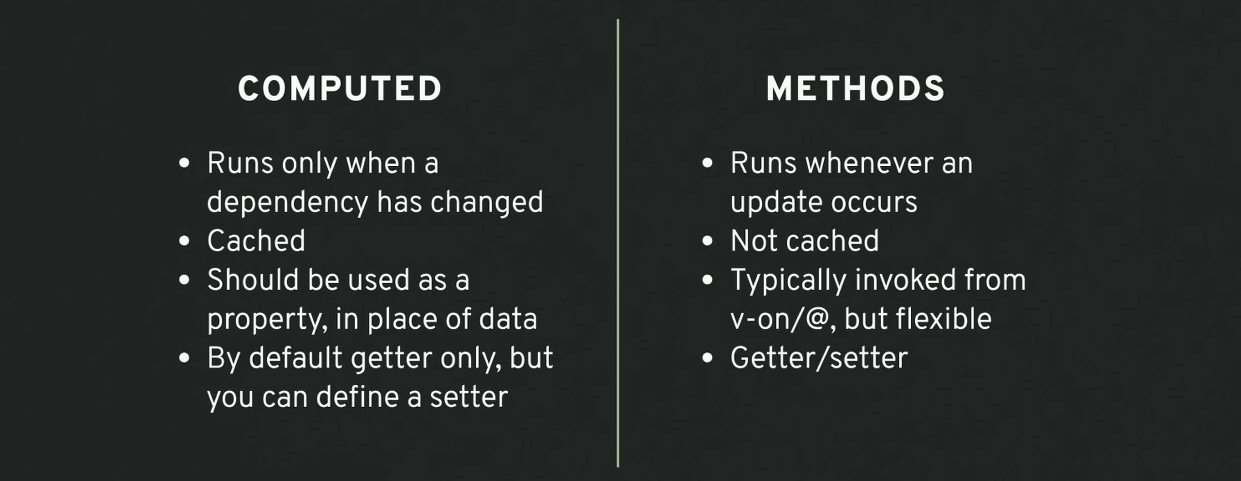 COMPUTED
• Runs only when a
dependency has changed
• Cached
• Should be used as a
property, in place of data
• By default getter only, but
you can define a setter
METHODS
• Runs whenever an
update occurs
• Not cached
• Typically invoked from
v-on/@, but flexible
• Getter/setter